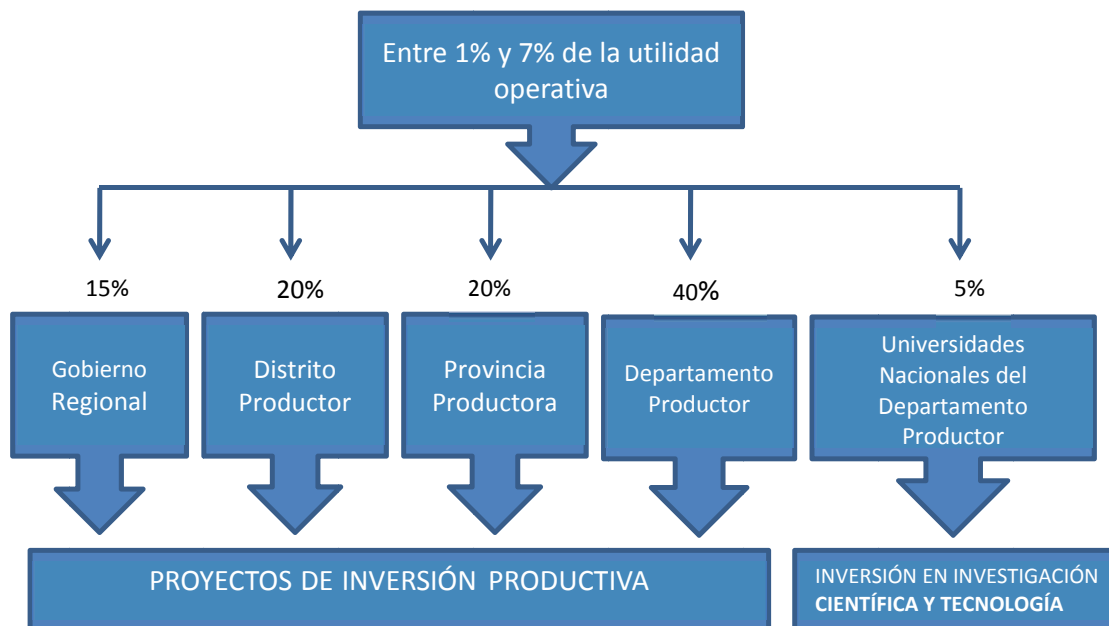 Entre 1% y 7% de la utilidad
operativa
15%
20%
20%
40%
5%
Gobierno
Regional
Distrito
Productor
Provincia
Productora
Departamento
Productor
Universidades
Nacionales del
Departamento
Productor
PROYECTOS DE INVERSIÓN PRODUCTIVA
INVERSIÓN EN INVESTIGACIÓN
CIENTÍFICA Y TECNOLOGÍA